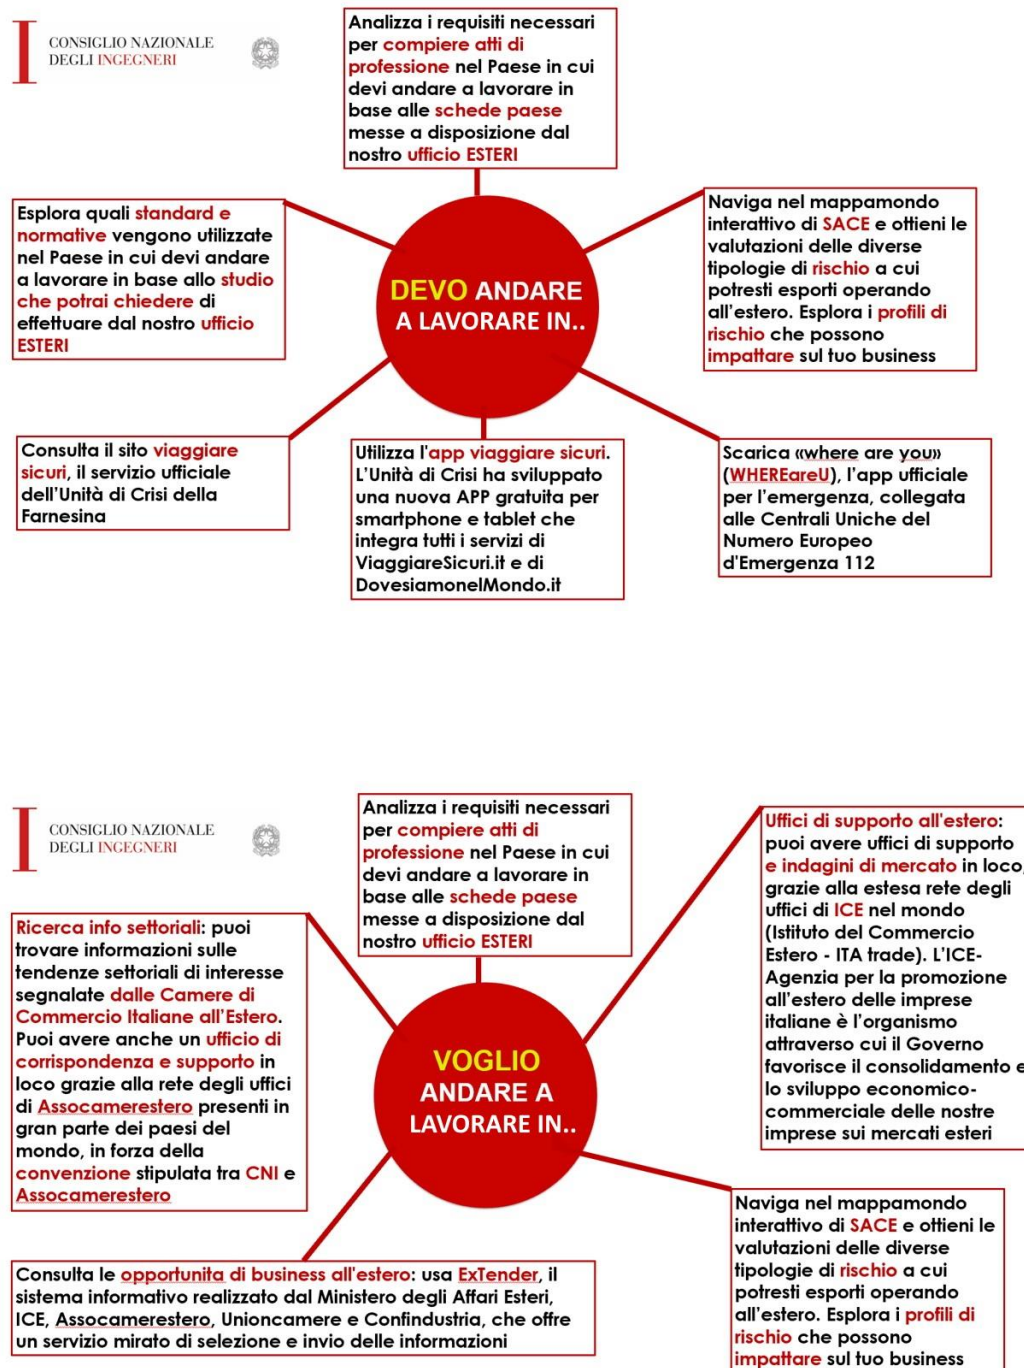 CONSIGLIO NAZIONALE
DEGLI INGEGNERI
Analizza i requisiti necessari
per compiere atti di
professione nel Paese in cui
devi andare a lavorare in
base alle schede paese
messe a disposizione dal
nostro ufficio ESTERI
Esplora quali standard e
normative vengono utilizzate
nel Paese in cui devi andare
a lavorare in base allo studio
che potrai chiedere di
effettuare dal nostro ufficio
ESTERI
DEVO ANDARE
A LAVORARE IN..
Naviga nel mappamondo
interattivo di SACE e ottieni le
valutazioni delle diverse
tipologie di rischio a cui
potresti esporti operando
all'estero. Esplora i profili di
rischio che possono
impattare sul tuo business
Consulta il sito viaggiare
sicuri, il servizio ufficiale
dell'Unità di Crisi della
Farnesina
Utilizza l'app viaggiare sicuri.
L'Unità di Crisi ha sviluppato
una nuova APP gratuita per
smartphone e tablet che
integra tutti i servizi di
ViaggiareSicuri.it e di
DovesiamonelMondo.it
Scarica «where are you»
(WHEREareU), l'app ufficiale
per l'emergenza, collegata
alle Centrali Uniche del
Numero Europeo
d'Emergenza 112
CONSIGLIO NAZIONALE
DEGLI INGEGNERI
Analizza i requisiti necessari
per compiere atti di
professione nel Paese in cui
devi andare a lavorare in
base alle schede paese
messe a disposizione dal
nostro ufficio ESTERI
Uffici di supporto all'estero:
puoi avere uffici di supporto
e indagini di mercato in loco,
grazie alla estesa rete degli
uffici di ICE nel mondo
(Istituto del Commercio
Estero - ITA trade). L'ICE-
Agenzia per la promozione
all'estero delle imprese
italiane è l'organismo
attraverso cui il Governo
favorisce il consolidamento e
lo sviluppo economico-
commerciale delle nostre
imprese sui mercati esteri
Ricerca info settoriali: puoi
trovare informazioni sulle
tendenze settoriali di interesse
segnalate dalle Camere di
Commercio Italiane all'Estero.
Puoi avere anche un ufficio di
corrispondenza e supporto in
loco grazie alla rete degli uffici
di Assocamerestero presenti in
gran parte dei paesi del
mondo, in forza della
convenzione stipulata tra CNI e
Assocamerestero
VOGLIO
ANDARE A
LAVORARE IN..
Consulta le opportunita di business all'estero: usa ExTender, il
sistema informativo realizzato dal Ministero degli Affari Esteri,
ICE, Assocamerestero, Unioncamere e Confindustria, che offre
un servizio mirato di selezione e invio delle informazioni
Naviga nel mappamondo
interattivo di SACE e ottieni le
valutazioni delle diverse
tipologie di rischio a cui
potresti esporti operando
all'estero. Esplora i profili di
rischio che possono
impattare sul tuo business